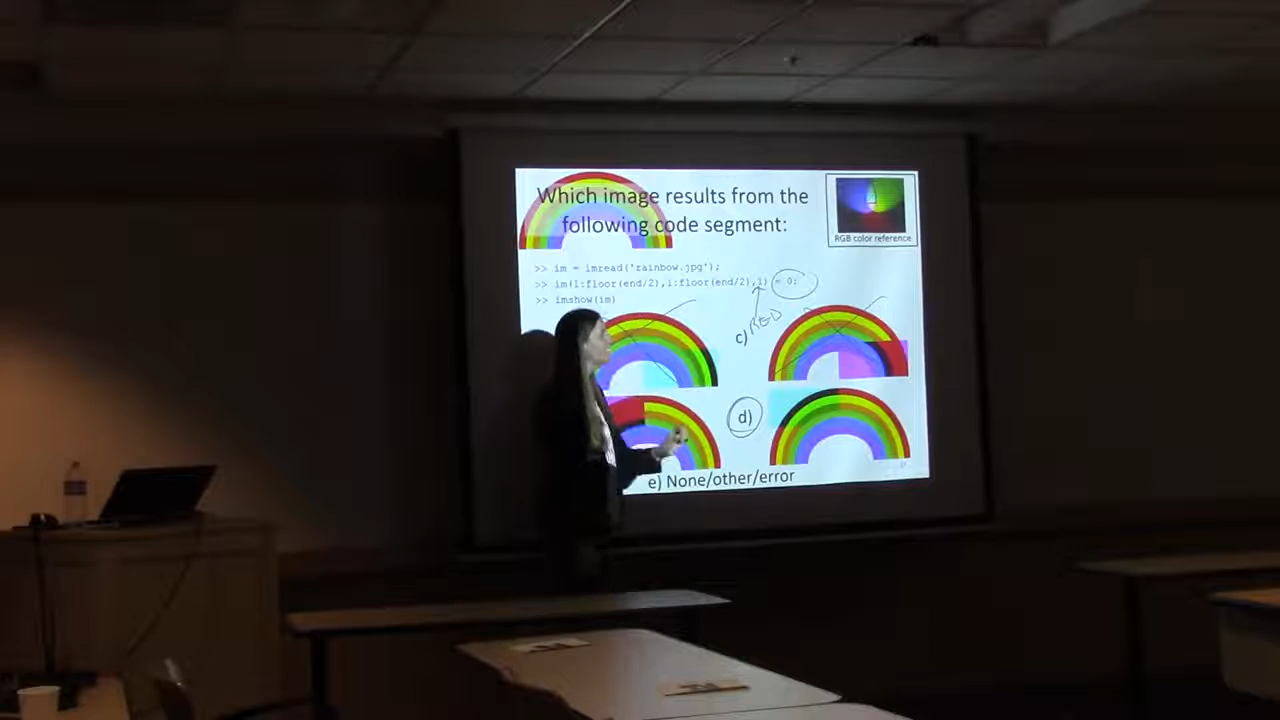 Which image results from the
following code segment:
RGB color reference
>> im = imread('rainbow.jpg');
>> im(1:floor(end/2),1:floor(end/2),1) = 0;
>> imshow(im)
c)
RED
d)
e) None/other/error